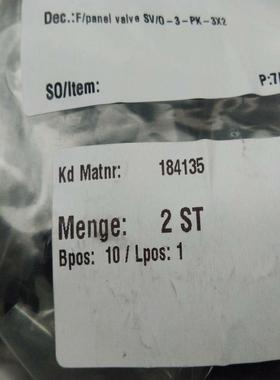 Dec.:F/panel valve SV/O-3-PK-3X2
SO/Item:
Kd Matnr: 184135
Menge: 2 ST
Bpos: 10 / Lpos: 1